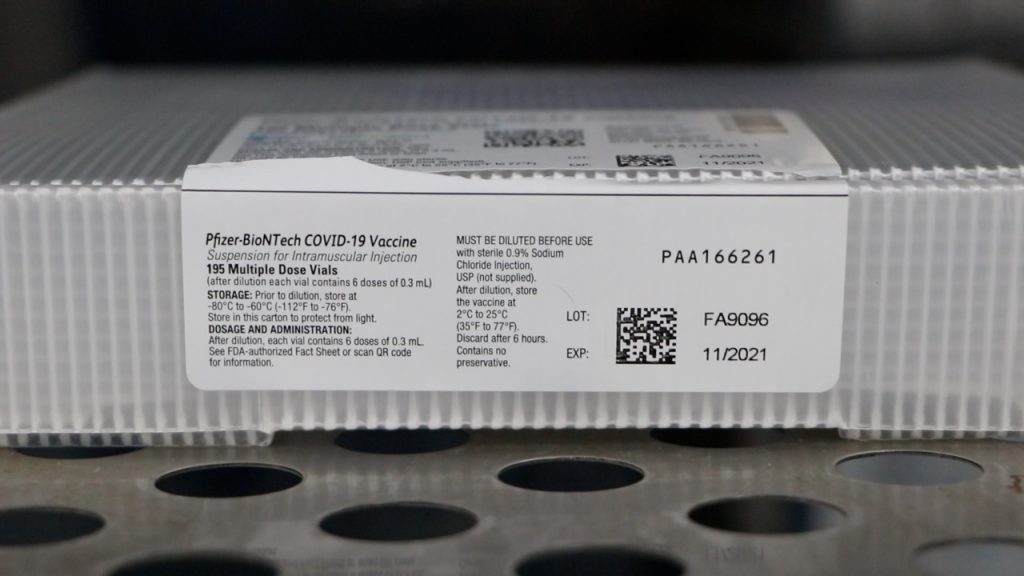 PAA166261
FA9096
11/2021
Pfizer-BioNTech COVID-19 Vaccine
Suspension for Intramuscular Injection
195 Multiple Dose Vials
(after dilution each vial contains 6 doses of 0.3 mL)
STORAGE: Prior to dilution, store at
-80°C to -60°C (-112°F to -76°F).
Store in this carton to protect from light.
DOSAGE AND ADMINISTRATION:
After dilution, each vial contains 6 doses of 0.3 mL.
See FDA-authorized Fact Sheet or scan QR code
for information.
MUST BE DILUTED BEFORE USE
with sterile 0.9% Sodium
Chloride Injection,
USP (not supplied).
After dilution, store
the vaccine at
2°C to 25°C
(35°F to 77°F).
Discard after 6 hours.
Contains no
preservative.
PAA166261
LOT: FA9096
EXP: 11/2021